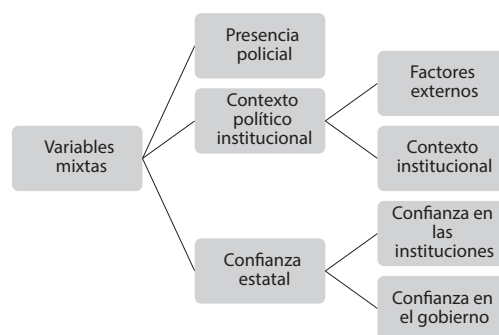 Variables
mixtas
Presencia
policial
Contexto
político
institucional
Factores
externos
Contexto
institucional
Confianza
estatal
Confianza en
las
instituciones
Confianza en
el gobierno